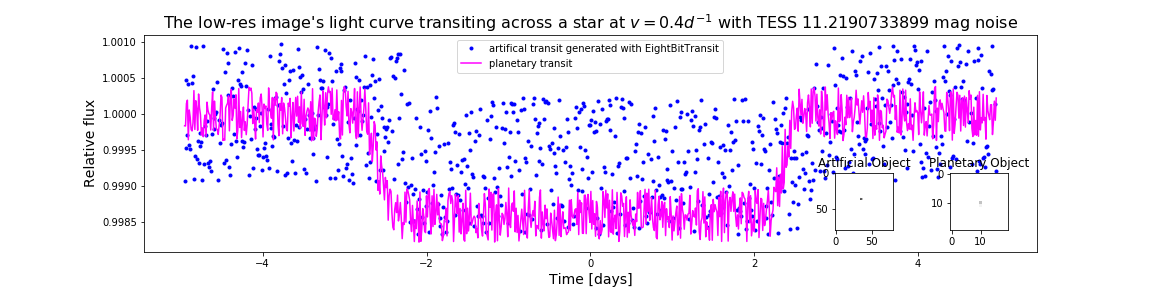 The low-res image's light curve transiting across a star at v = 0.4d⁻¹ with TESS 11.2190733899 mag noise
artifical transit generated with EightBitTransit
planetary transit
Relative flux
1.0010
1.0005
1.0000
0.9995
0.9990
0.9985
Artificial Object
0
50
0
50
Planetary Object
0
10
0
10
−4
−2
0
2
4
Time [days]